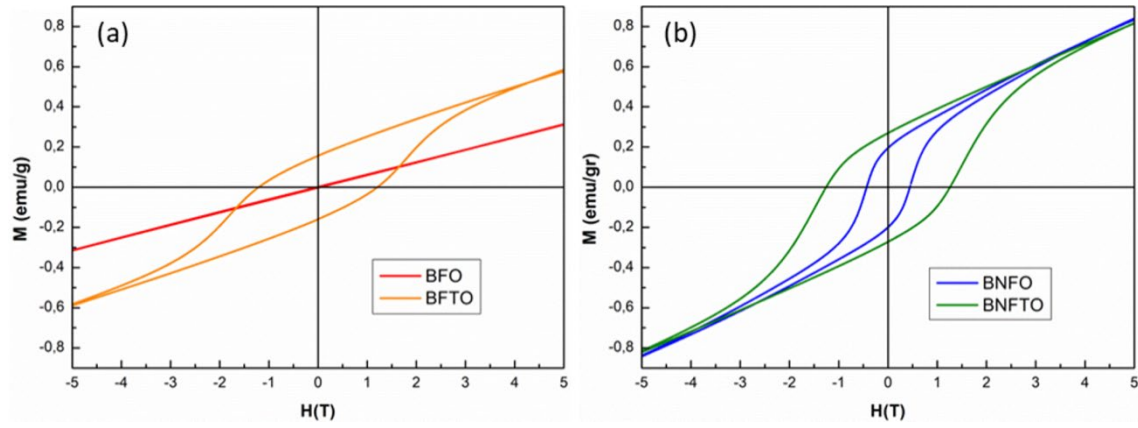 (a)
M (emu/g)
0,8
0,6
0,4
0,2
0,0
-0,2
-0,4
-0,6
-0,8
BFO
BFTO
-5 -4 -3 -2 -1 0 1 2 3 4 5
H(T)
(b)
M (emu/gr)
0,8
0,6
0,4
0,2
0,0
-0,2
-0,4
-0,6
-0,8
BNFO
BNFTO
-5 -4 -3 -2 -1 0 1 2 3 4 5
H(T)